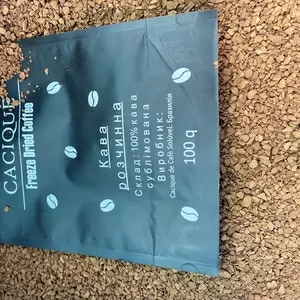 CACIQUE
Freeze Dried Coffee
Кава
розчинна
Склад: 100% кава
сублімована
Виробник:
Cacique de Café Solúvel, Бразилія
100 g